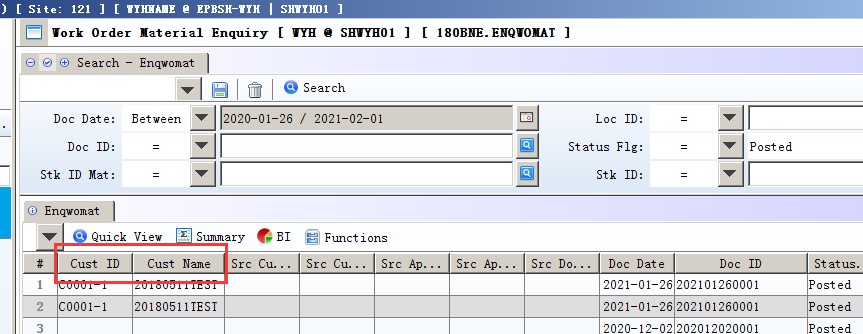 ) [ Site: 121 ] [ WYHNAME @ EPBSH-WYH | SHWYH01 ]
Work Order Material Enquiry [ WYH @ SHWYH01 ] [ 180BNE.ENQWOMAT ]
Search - Enqwomat
Search
Doc Date: Between 2020-01-26 / 2021-02-01 Loc ID: =
Doc ID: = Status Flg: = Posted
Stk ID Mat: = Stk ID: =
Enqwomat
Quick View Summary BI Functions
# Cust ID Cust Name Src Cu... Src Cu... Src Ap... Src Ap... Src Do... Doc Date Doc ID Status.
1 C0001-1 20180511TEST 2021-01-26 202101260001 Posted
2 C0001-1 20180511TEST 2021-01-26 202101260001 Posted
3 2020-12-02 202012020001 Posted